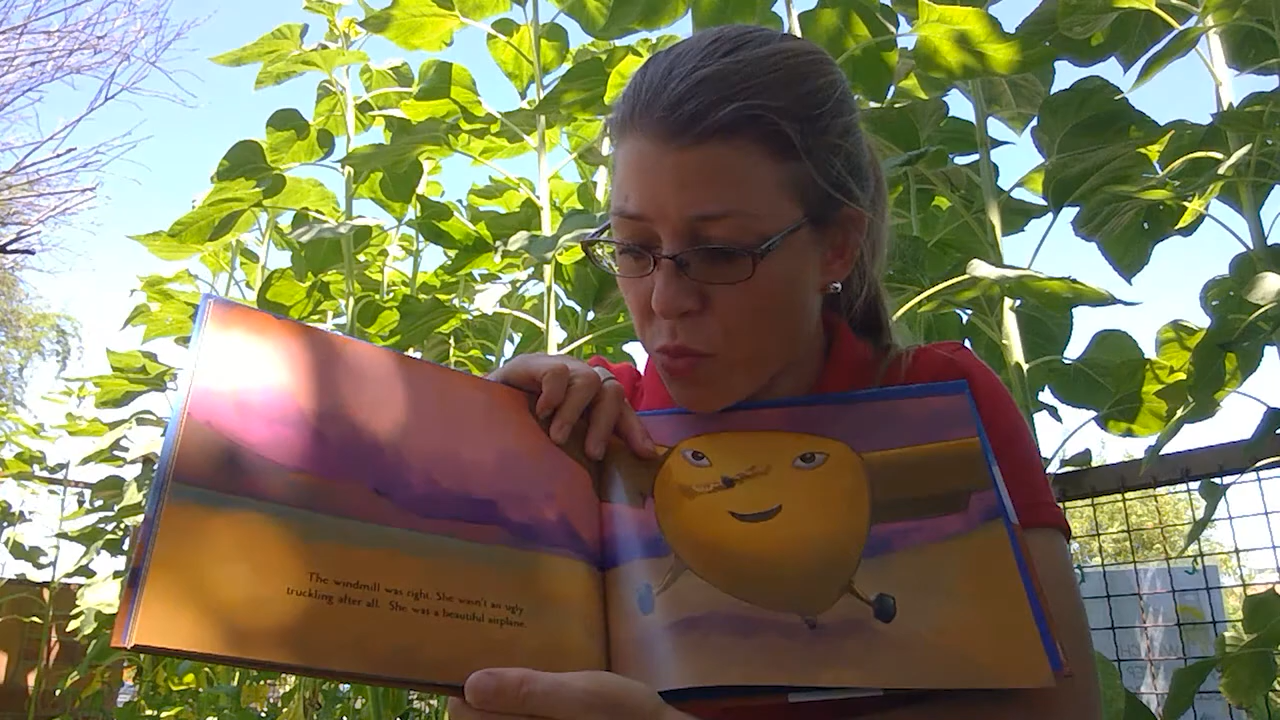 The windmill was right. She wasn't an ugly
truckling after all. She was a beautiful airplane.